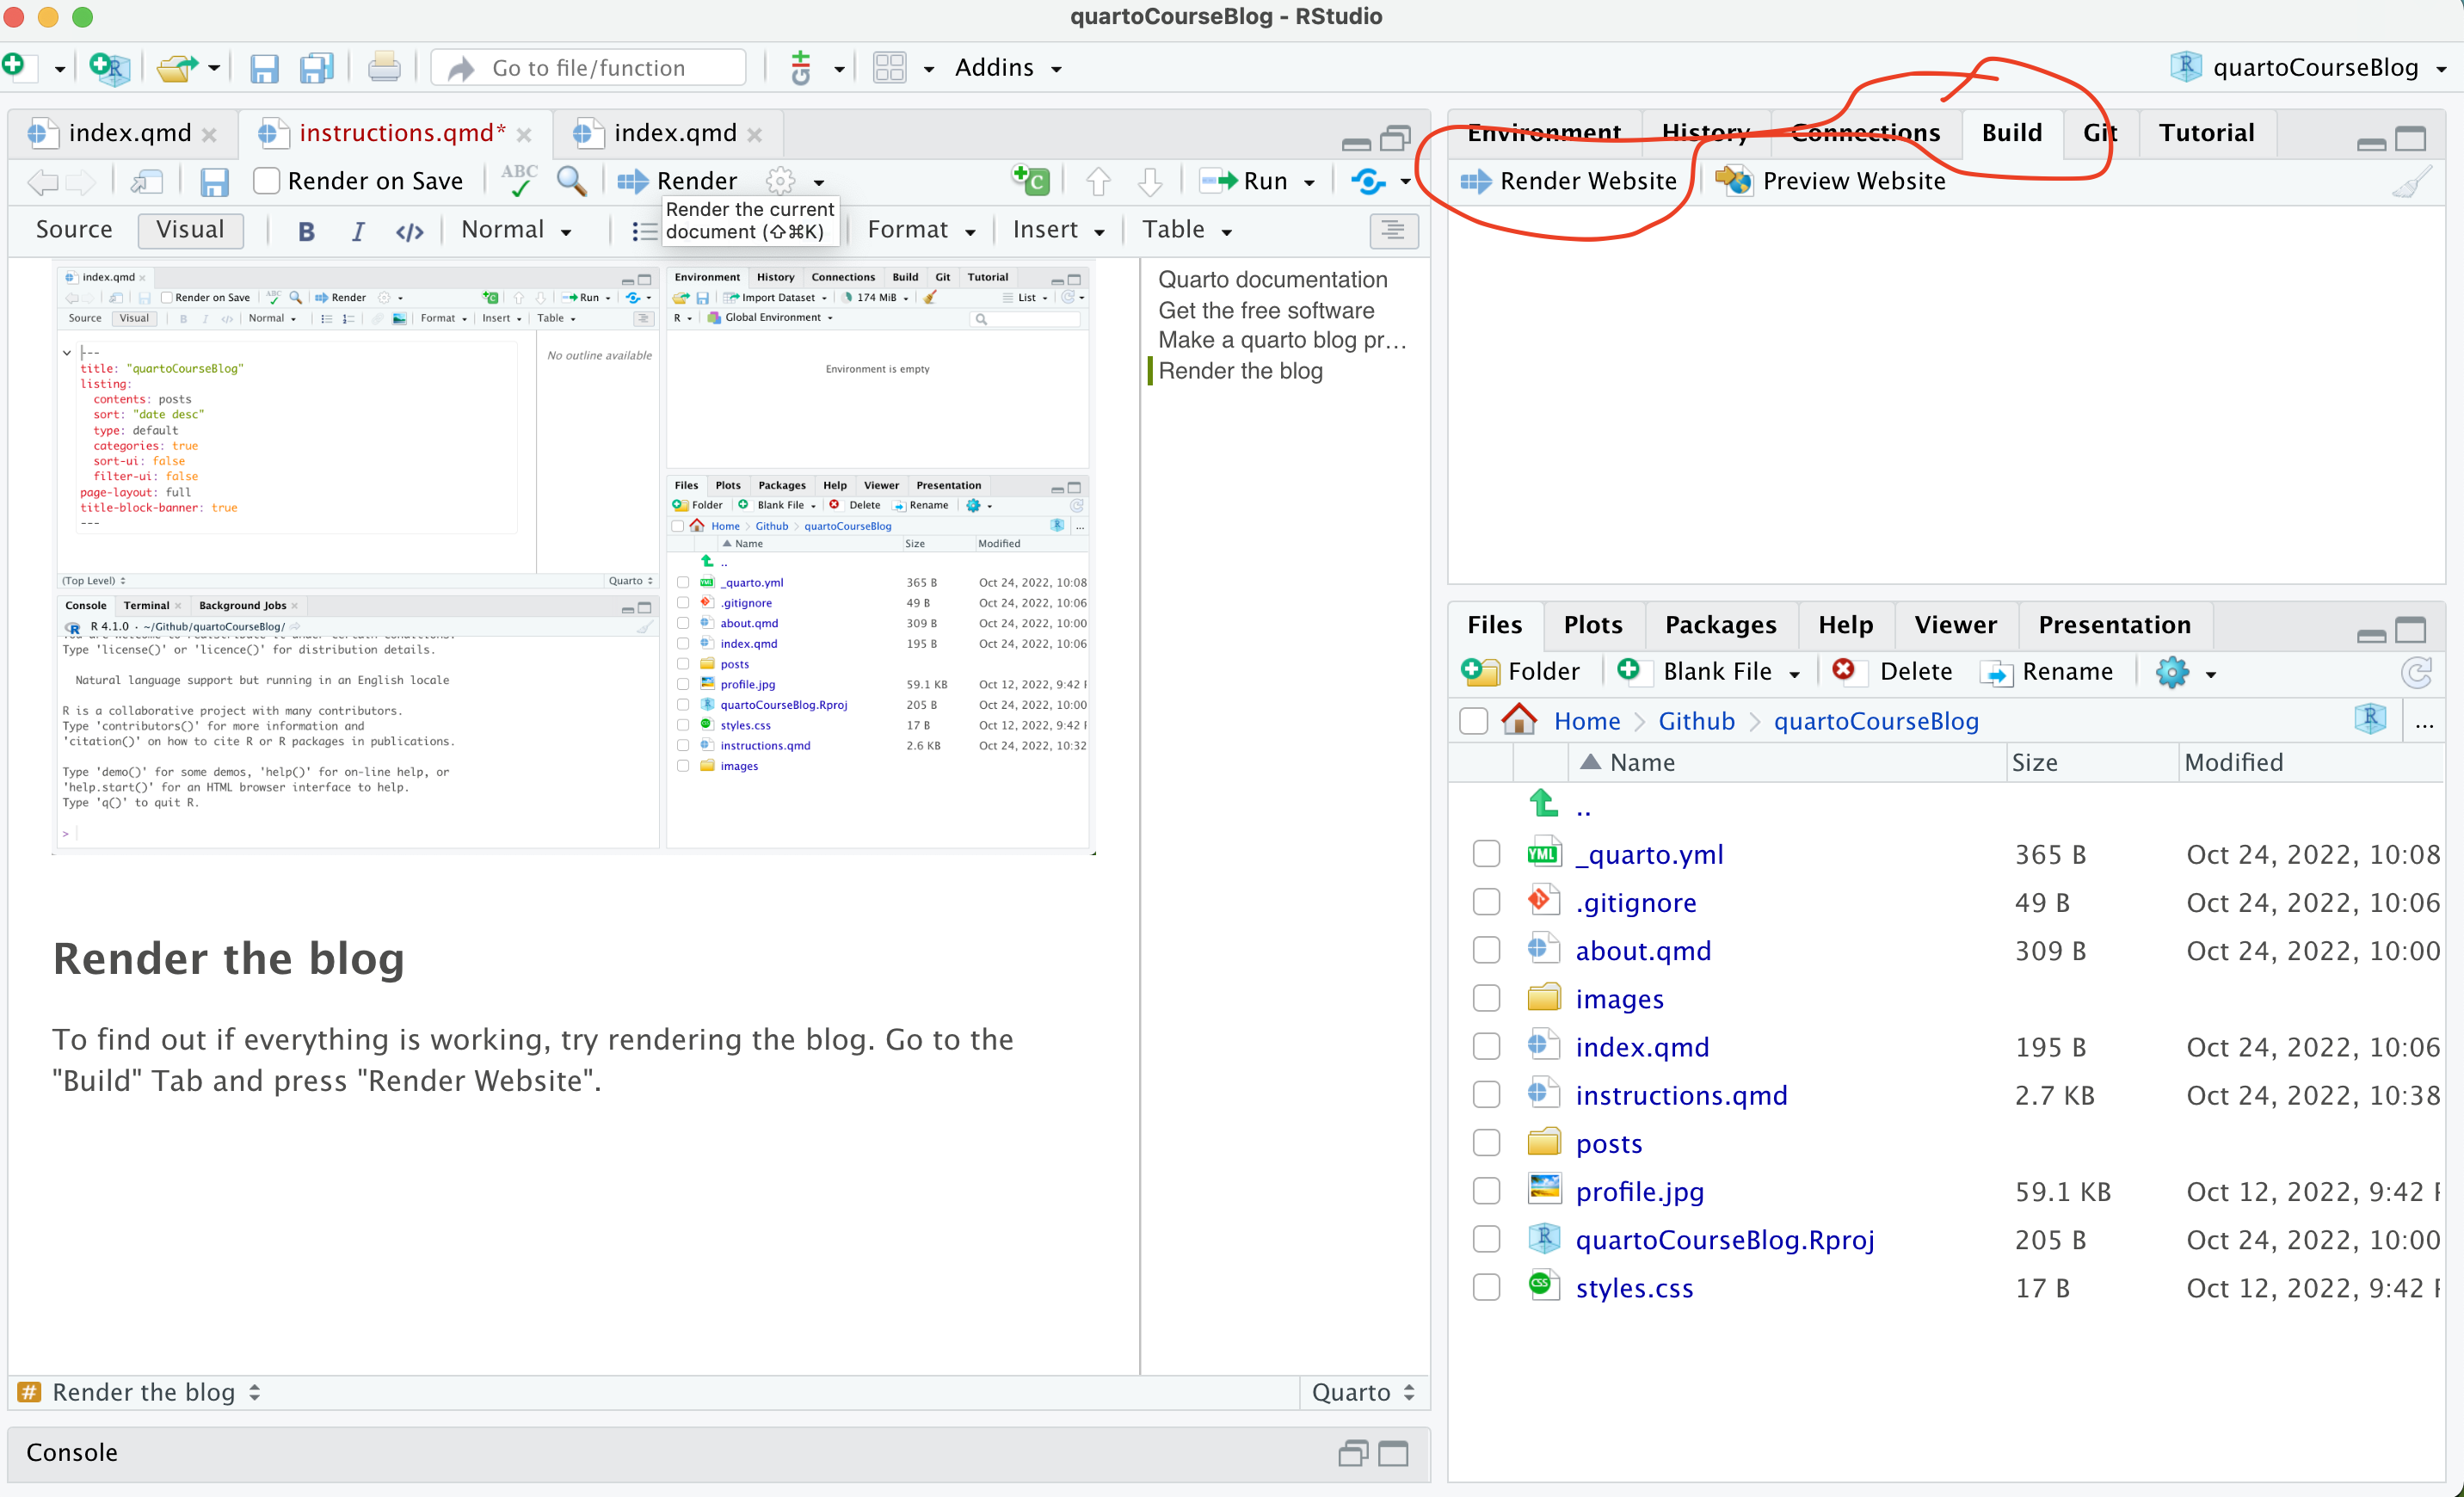 quartoCourseBlog - RStudio
Go to file/function
Git
Addins
quartoCourseBlog
index.qmd
instructions.qmd*
index.qmd
Render on Save
ABC
Render
Run
Source
Visual
B
I
</>
Normal
Format
Insert
Table
Render the current
document (⇧⌘K)
index.qmd
Render on Save
ABC
Render
Run
Source
Visual
B
I
</>
Normal
Format
Insert
Table
---
title: "quartoCourseBlog"
listing:
contents: posts
sort: "date desc"
type: default
categories: true
sort-ui: false
filter-ui: false
page-layout: full
title-block-banner: true
---
No outline available
(Top Level)
Quarto
Console
Terminal
Background Jobs
R 4.1.0 · ~/Github/quartoCourseBlog/
You are welcome to redistribute it under certain conditions.
Type 'license()' or 'licence()' for distribution details.
Natural language support but running in an English locale
R is a collaborative project with many contributors.
Type 'contributors()' for more information and
'citation()' on how to cite R or R packages in publications.
Type 'demo()' for some demos, 'help()' for on-line help, or
'help.start()' for an HTML browser interface to help.
Type 'q()' to quit R.
>
Environment
History
Connections
Build
Git
Tutorial
Import Dataset
174 MiB
List
R
Global Environment
Environment is empty
Files
Plots
Packages
Help
Viewer
Presentation
Folder
Blank File
Delete
Rename
Home
Github
quartoCourseBlog
...
Name
Size
Modified
..
_quarto.yml 365 B Oct 24, 2022, 10:08
.gitignore 49 B Oct 24, 2022, 10:06
about.qmd 309 B Oct 24, 2022, 10:00
index.qmd 195 B Oct 24, 2022, 10:06
posts
profile.jpg 59.1 KB Oct 12, 2022, 9:42
quartoCourseBlog.Rproj 205 B Oct 24, 2022, 10:00
styles.css 17 B Oct 12, 2022, 9:42
instructions.qmd 2.6 KB Oct 24, 2022, 10:32
images
Render the blog
To find out if everything is working, try rendering the blog. Go to the
"Build" Tab and press "Render Website".
Quarto documentation
Get the free software
Make a quarto blog pr...
Render the blog
# Render the blog
Quarto
Console
Environment
History
Connections
Build
Git
Tutorial
Render Website
Preview Website
Files
Plots
Packages
Help
Viewer
Presentation
Folder
Blank File
Delete
Rename
Home
Github
quartoCourseBlog
...
Name
Size
Modified
..
YML _quarto.yml 365 B Oct 24, 2022, 10:08
.gitignore 49 B Oct 24, 2022, 10:06
about.qmd 309 B Oct 24, 2022, 10:00
images
index.qmd 195 B Oct 24, 2022, 10:06
instructions.qmd 2.7 KB Oct 24, 2022, 10:38
posts
profile.jpg 59.1 KB Oct 12, 2022, 9:42
R quartoCourseBlog.Rproj 205 B Oct 24, 2022, 10:00
CSS styles.css 17 B Oct 12, 2022, 9:42